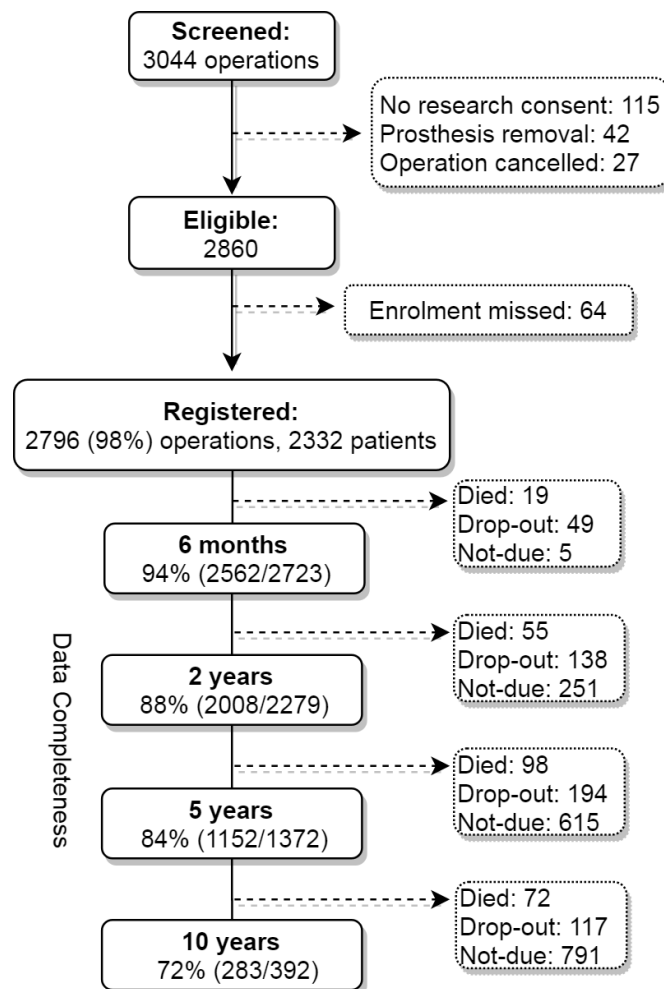 Screened:
3044 operations
No research consent: 115
Prosthesis removal: 42
Operation cancelled: 27
Eligible:
2860
Enrolment missed: 64
Registered:
2796 (98%) operations, 2332 patients
Died: 19
Drop-out: 49
Not-due: 5
6 months
94% (2562/2723)
Data Completeness
Died: 55
Drop-out: 138
Not-due: 251
2 years
88% (2008/2279)
Died: 98
Drop-out: 194
Not-due: 615
5 years
84% (1152/1372)
Died: 72
Drop-out: 117
Not-due: 791
10 years
72% (283/392)